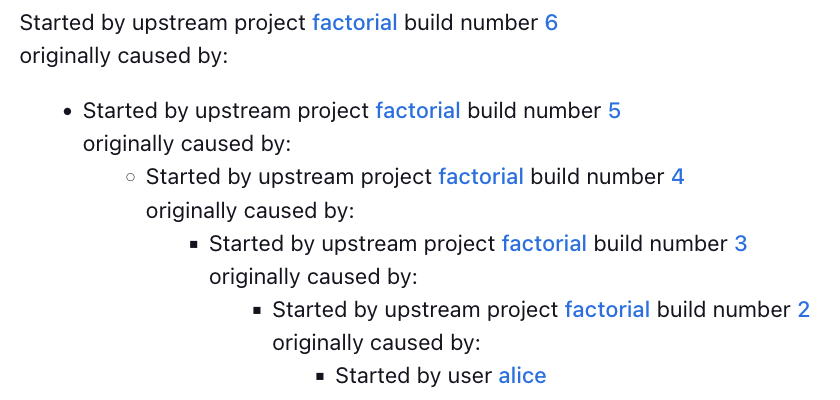 Started by upstream project factorial build number 6
originally caused by:
Started by upstream project factorial build number 5
originally caused by:
Started by upstream project factorial build number 4
originally caused by:
Started by upstream project factorial build number 3
originally caused by:
Started by upstream project factorial build number 2
originally caused by:
Started by user alice